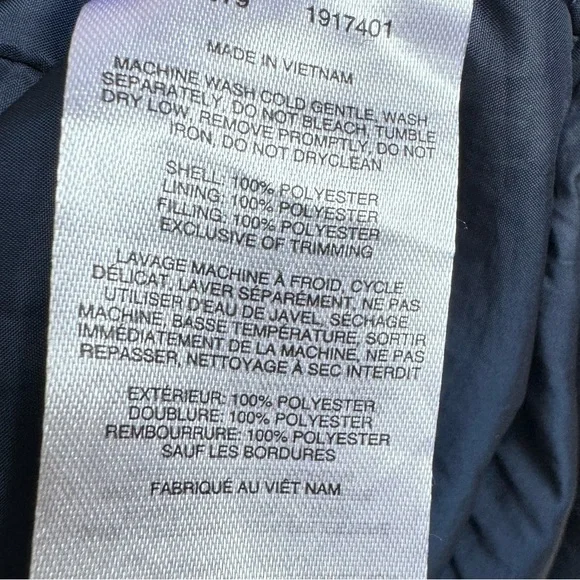 1917401
MADE IN VIETNAM
MACHINE WASH COLD GENTLE, WASH
SEPARATELY, DO NOT BLEACH, TUMBLE
DRY LOW, REMOVE PROMPTLY, DO NOT
IRON, DO NOT DRYCLEAN
SHELL: 100% POLYESTER
LINING: 100% POLYESTER
FILLING: 100% POLYESTER
EXCLUSIVE OF TRIMMING
LAVAGE MACHINE À FROID, CYCLE
DÉLICAT, LAVER SÉPARÉMENT, NE PAS
UTILISER D'EAU DE JAVEL, SÉCHAGE
MACHINE, BASSE TEMPÉRATURE, SORTIR
IMMÉDIATEMENT DE LA MACHINE, NE PAS
REPASSER, NETTOYAGE À SEC INTERDIT
EXTÉRIEUR: 100% POLYESTER
DOUBLURE: 100% POLYESTER
REMBOURRURE: 100% POLYESTER
SAUF LES BORDURES
FABRIQUÉ AU VIÊT NAM